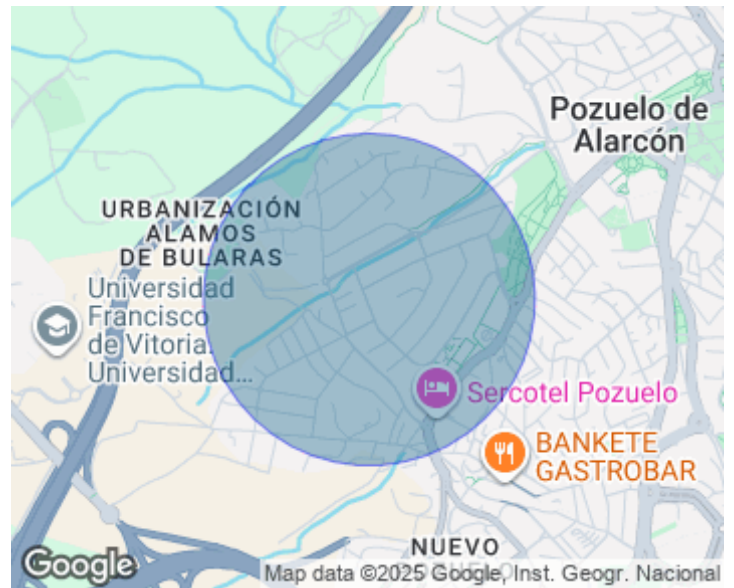 Pozuelo de
Alarcón
URBANIZACIÓN
ALAMOS
DE BULARAS
Universidad
Francisco
de Vitoria.
Universidad...
Sercotel Pozuelo
BANKETE
GASTROBAR
NUEVO
Google
Map data ©2025 Google, Inst. Geogr. Nacional